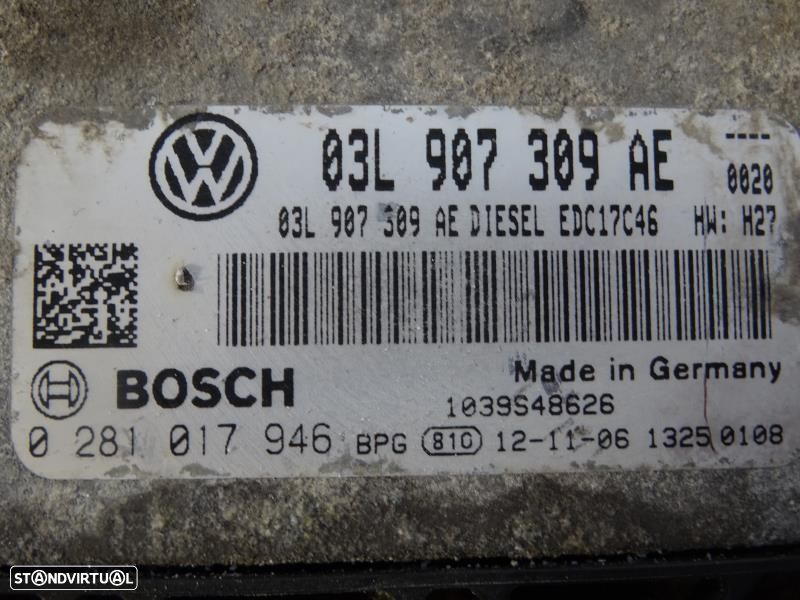 03L 907 309 AE
----
0020
03L 907 309 AE DIESEL EDC17C46 HW: H27
BOSCH
Made in Germany
1039S48626
0 281 017 946 BPG 810 12-11-06 1325 0108
STANDVIRTUAL